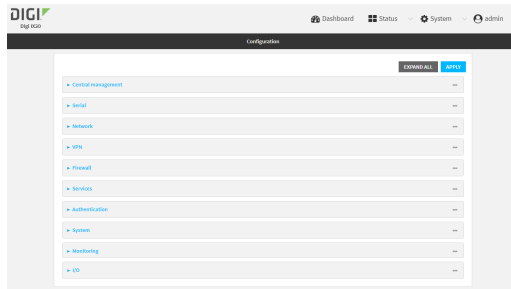 DIGI
Digi IX20
Dashboard
Status
System
admin
Configuration
EXPAND ALL
APPLY
Central management
Serial
Network
VPN
Firewall
Services
Authentication
System
Monitoring
I/O